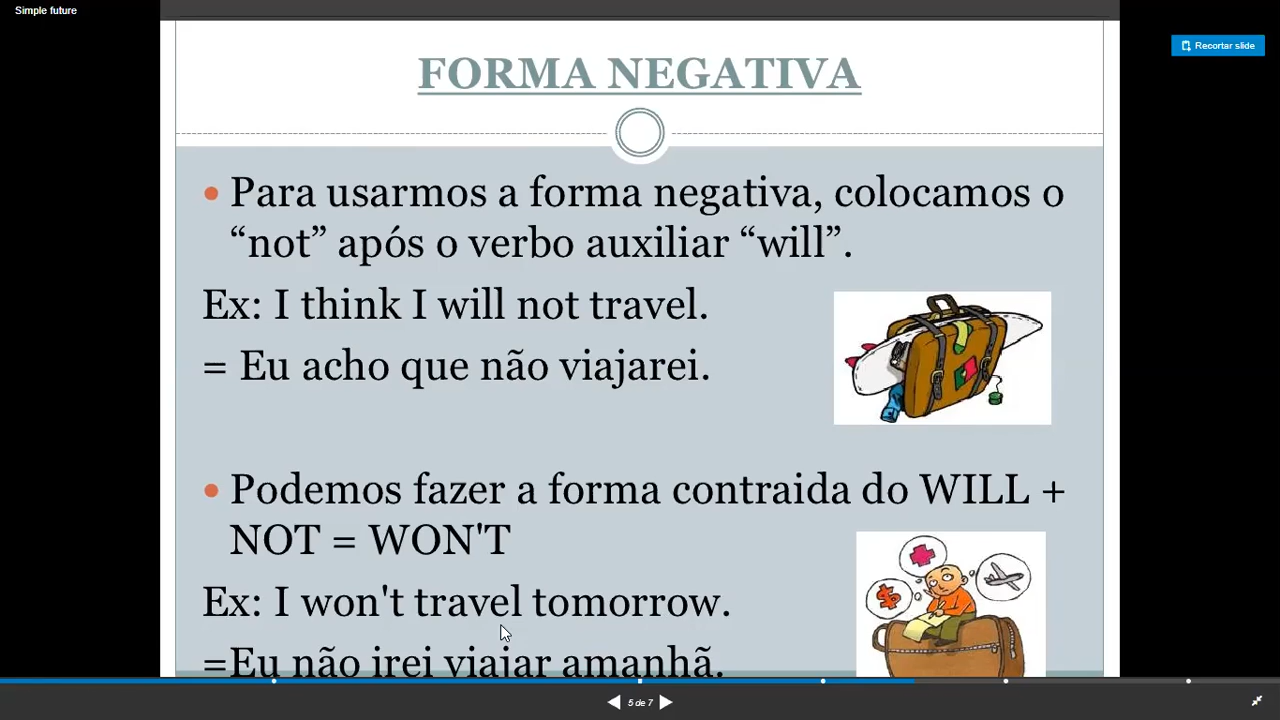 Simple future
Recortar slide
FORMA NEGATIVA
• Para usarmos a forma negativa, colocamos o
“not” após o verbo auxiliar “will”.
Ex: I think I will not travel.
= Eu acho que não viajarei.
• Podemos fazer a forma contraida do WILL +
NOT = WON'T
Ex: I won't travel tomorrow.
=Eu não irei viajar amanhã.
5 de 7